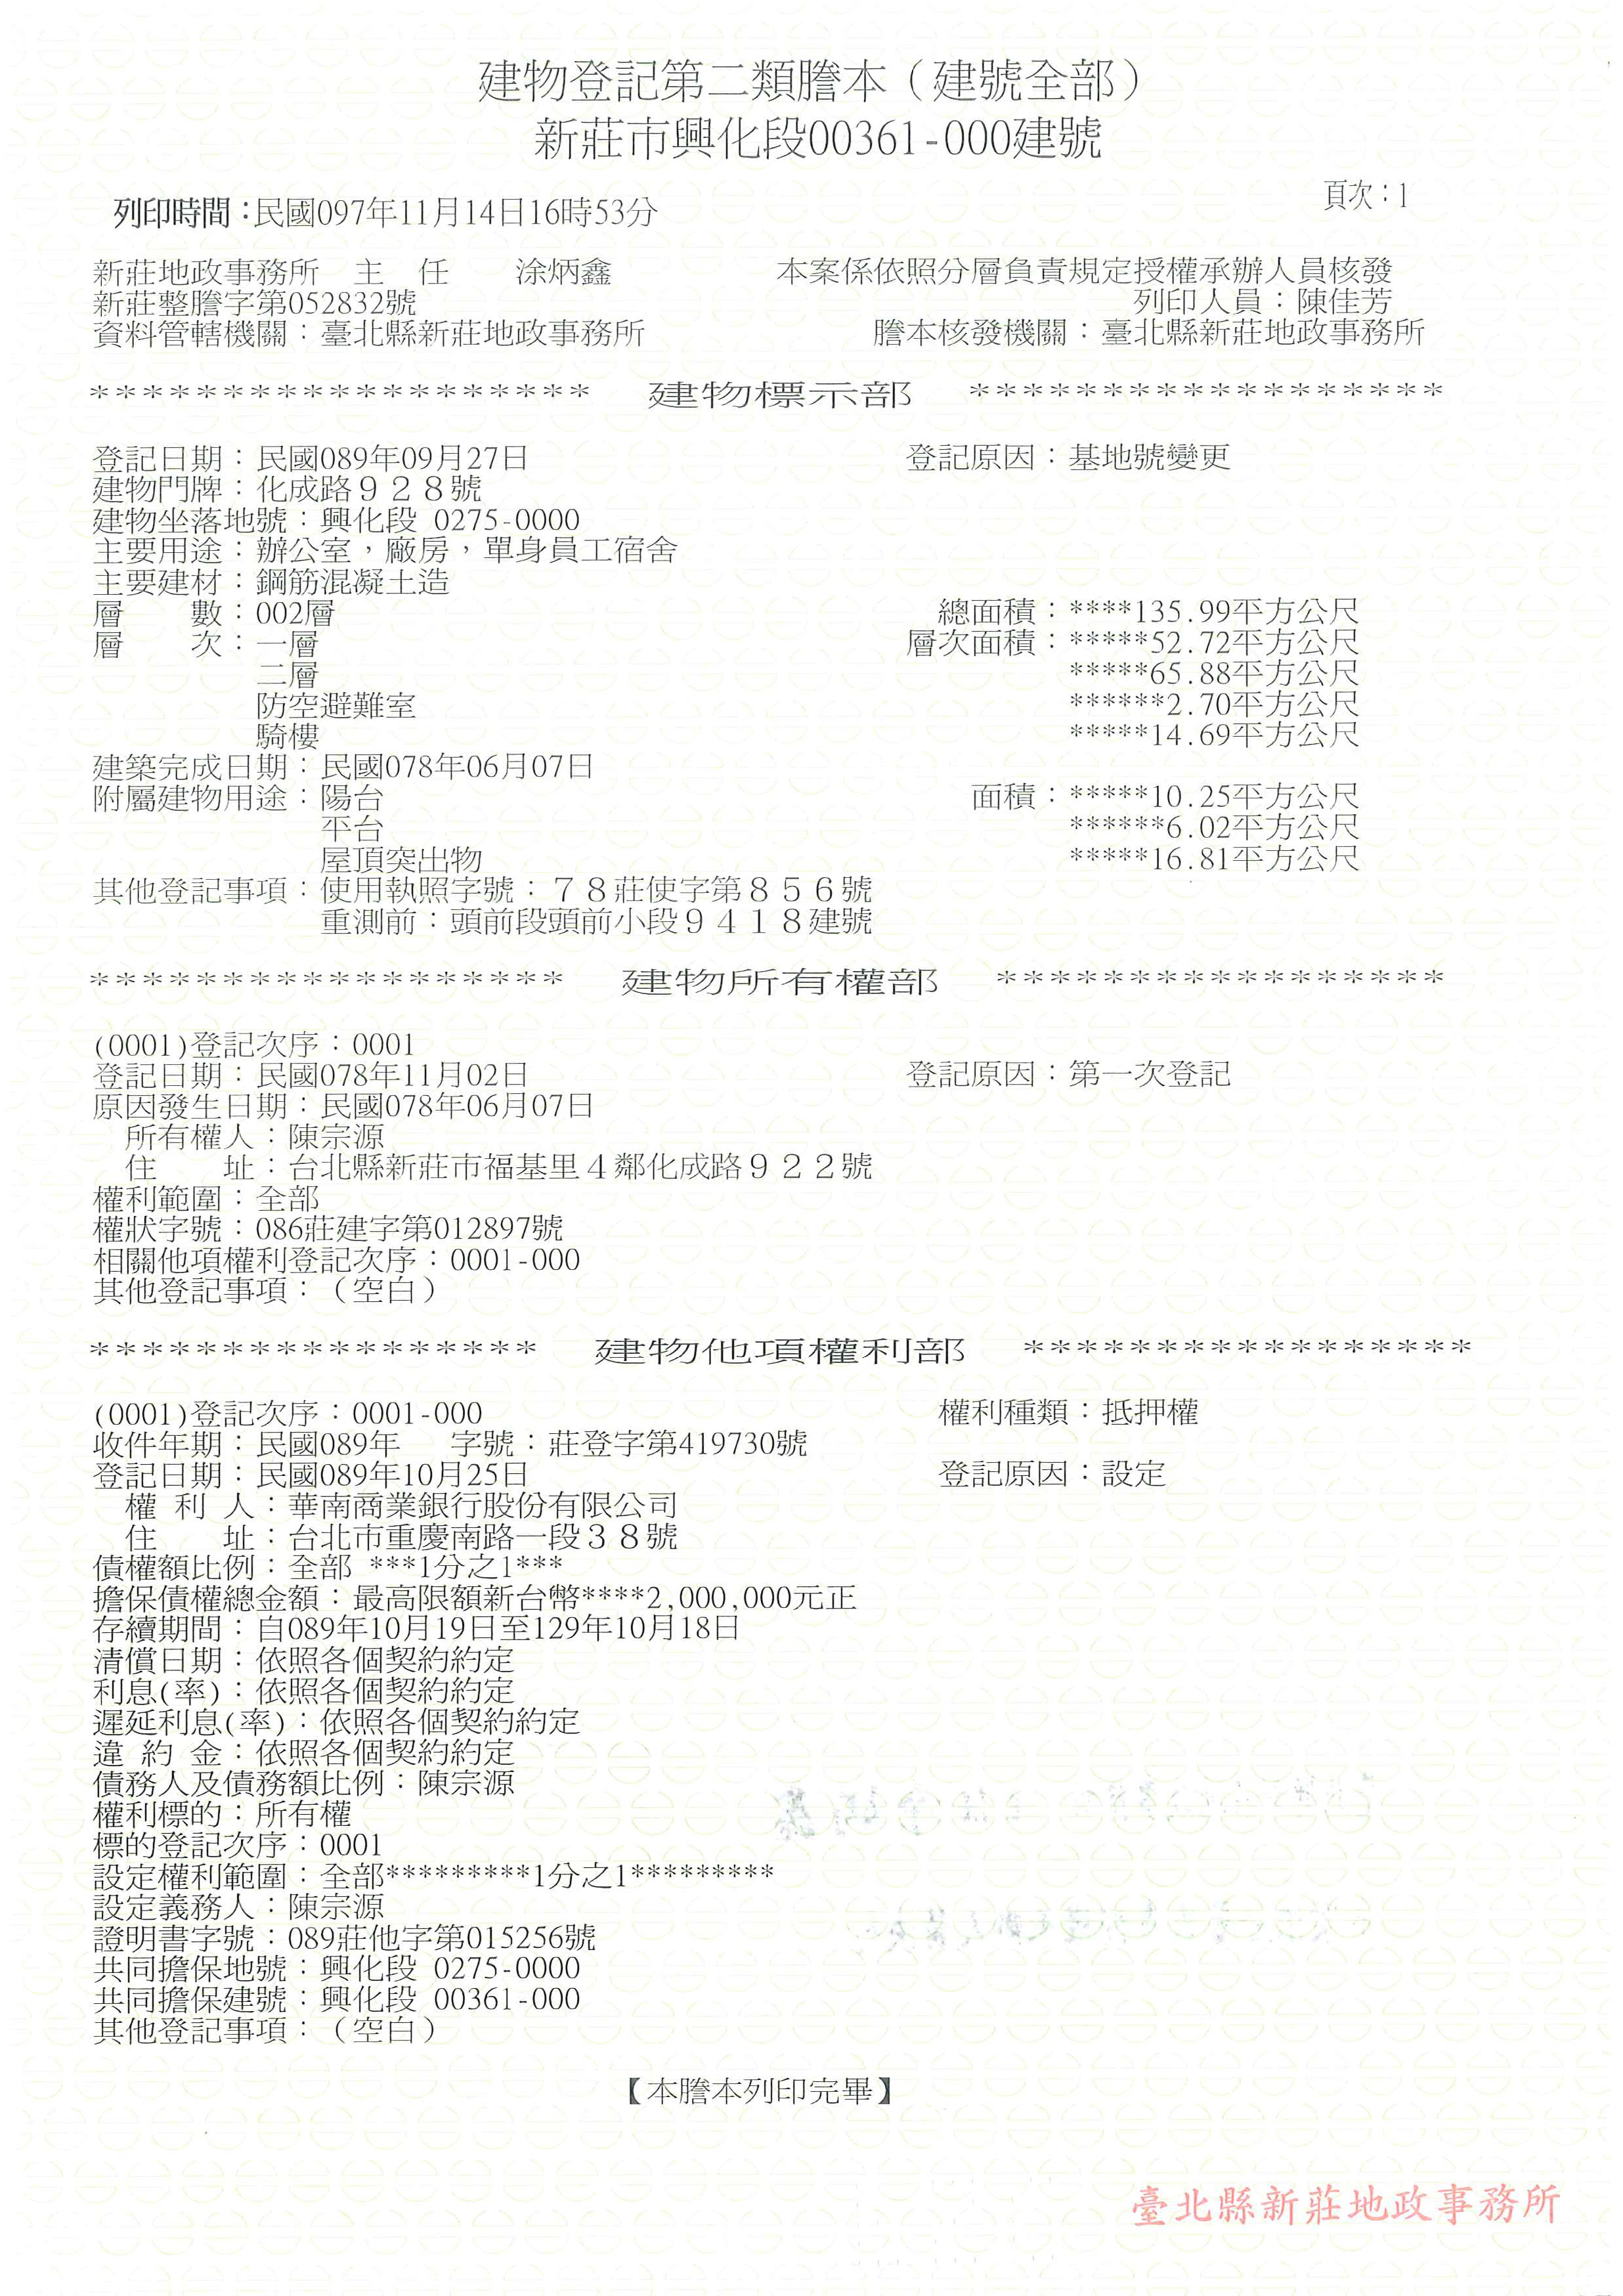 建物登記第二類謄本（建號全部）
新莊市興化段00361-000建號
頁次：1
列印時間：民國097年11月14日16時53分
新莊地政事務所　主　任　　涂炳鑫　　本案係依照分層負責規定授權承辦人員核發
新莊整謄字第052832號　　列印人員：陳佳芳
資料管轄機關：臺北縣新莊地政事務所　　謄本核發機關：臺北縣新莊地政事務所
*******************　建物標示部　******************
登記日期：民國089年09月27日　　登記原因：基地號變更
建物門牌：化成路９２８號
建物坐落地號：興化段 0275-0000
主要用途：辦公室，廠房，單身員工宿舍
主要建材：鋼筋混凝土造
層　　數：002層　　總面積：****135.99平方公尺
層　　次：一層　　層次面積：*****52.72平方公尺
二層　　*****65.88平方公尺
防空避難室　　******2.70平方公尺
騎樓　　*****14.69平方公尺
建築完成日期：民國078年06月07日
附屬建物用途：陽台　　面積：*****10.25平方公尺
平台　　******6.02平方公尺
屋頂突出物　　*****16.81平方公尺
其他登記事項：使用執照字號：７８莊使字第８５６號
重測前：頭前段頭前小段９４１８建號
******************　建物所有權部　*****************
(0001)登記次序：0001
登記日期：民國078年11月02日　　登記原因：第一次登記
原因發生日期：民國078年06月07日
所有權人：陳宗源
住　　址：台北縣新莊市福基里４鄰化成路９２２號
權利範圍：全部
權狀字號：086莊建字第012897號
相關他項權利登記次序：0001-000
其他登記事項：（空白）
*****************　建物他項權利部　*****************
(0001)登記次序：0001-000　　權利種類：抵押權
收件年期：民國089年　字號：莊登字第419730號
登記日期：民國089年10月25日　　登記原因：設定
權 利 人：華南商業銀行股份有限公司
住　　址：台北市重慶南路一段３８號
債權額比例：全部 ***1分之1***
擔保債權總金額：最高限額新台幣****2,000,000元正
存續期間：自089年10月19日至129年10月18日
清償日期：依照各個契約約定
利息(率)：依照各個契約約定
遲延利息(率)：依照各個契約約定
違 約 金：依照各個契約約定
債務人及債務額比例：陳宗源
權利標的：所有權
標的登記次序：0001
設定權利範圍：全部*********1分之1*********
設定義務人：陳宗源
證明書字號：089莊他字第015256號
共同擔保地號：興化段 0275-0000
共同擔保建號：興化段 00361-000
其他登記事項：（空白）
【本謄本列印完畢】
臺北縣新莊地政事務所